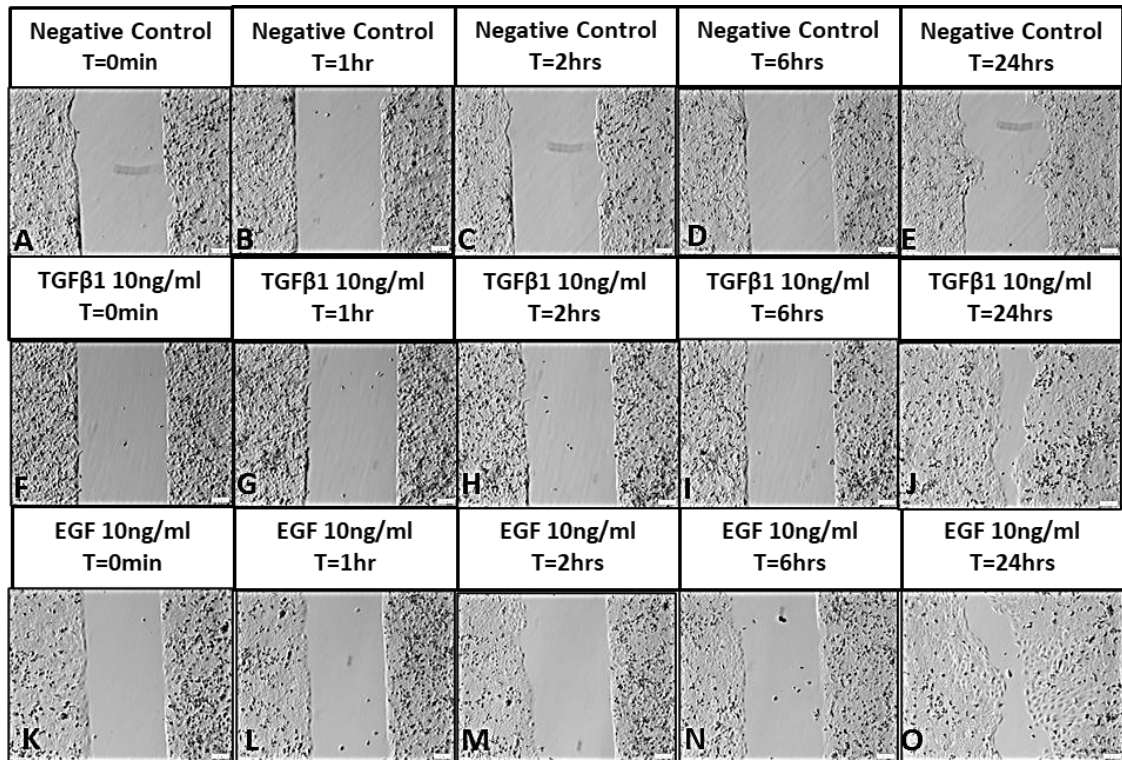 Negative Control
T=0min
Negative Control
T=1hr
Negative Control
T=2hrs
Negative Control
T=6hrs
Negative Control
T=24hrs
A
B
C
D
E
TGFβ1 10ng/ml
T=0min
TGFβ1 10ng/ml
T=1hr
TGFβ1 10ng/ml
T=2hrs
TGFβ1 10ng/ml
T=6hrs
TGFβ1 10ng/ml
T=24hrs
F
G
H
I
J
EGF 10ng/ml
T=0min
EGF 10ng/ml
T=1hr
EGF 10ng/ml
T=2hrs
EGF 10ng/ml
T=6hrs
EGF 10ng/ml
T=24hrs
K
L
M
N
O